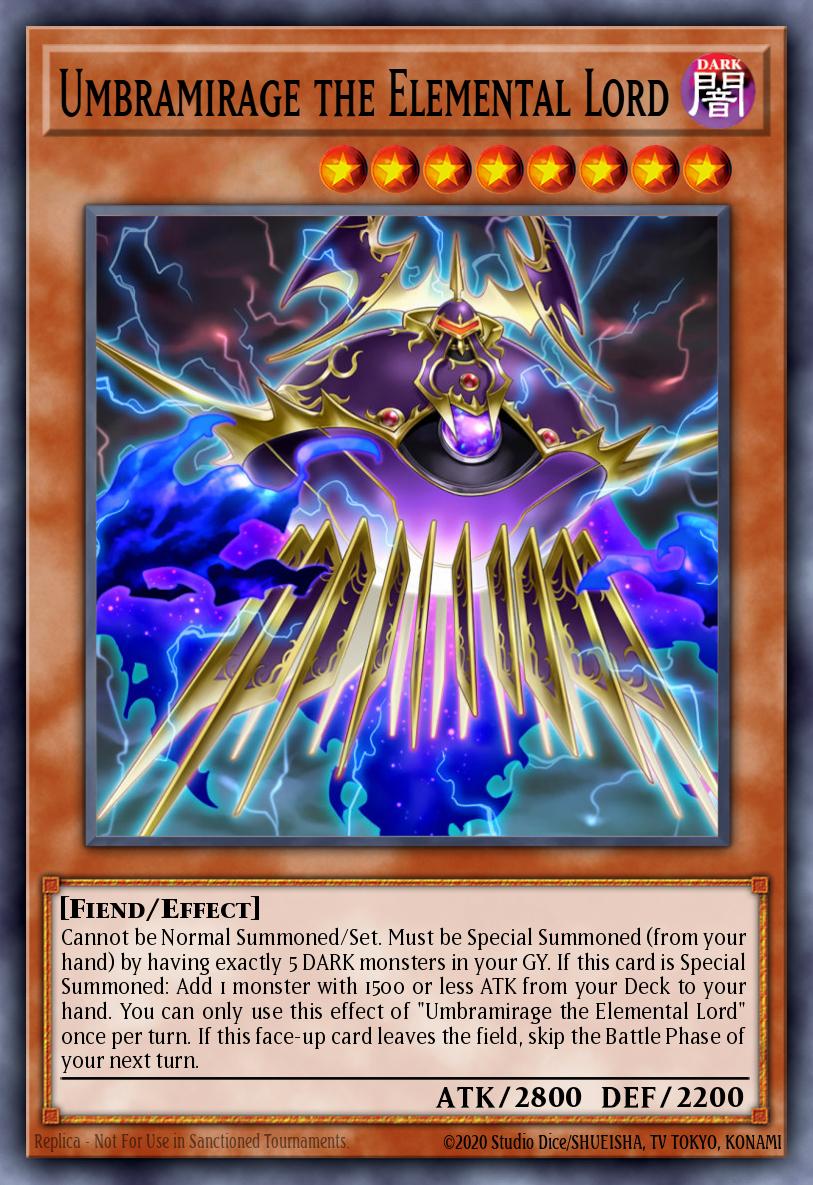 Umbramirage the Elemental Lord
DARK
闇
[Fiend/Effect]
Cannot be Normal Summoned/Set. Must be Special Summoned (from your
hand) by having exactly 5 DARK monsters in your GY. If this card is Special
Summoned: Add 1 monster with 1500 or less ATK from your Deck to your
hand. You can only use this effect of "Umbramirage the Elemental Lord"
once per turn. If this face-up card leaves the field, skip the Battle Phase of
your next turn.
ATK/2800 DEF/2200
Replica - Not For Use in Sanctioned Tournaments.
©2020 Studio Dice/SHUEISHA, TV TOKYO, KONAMI